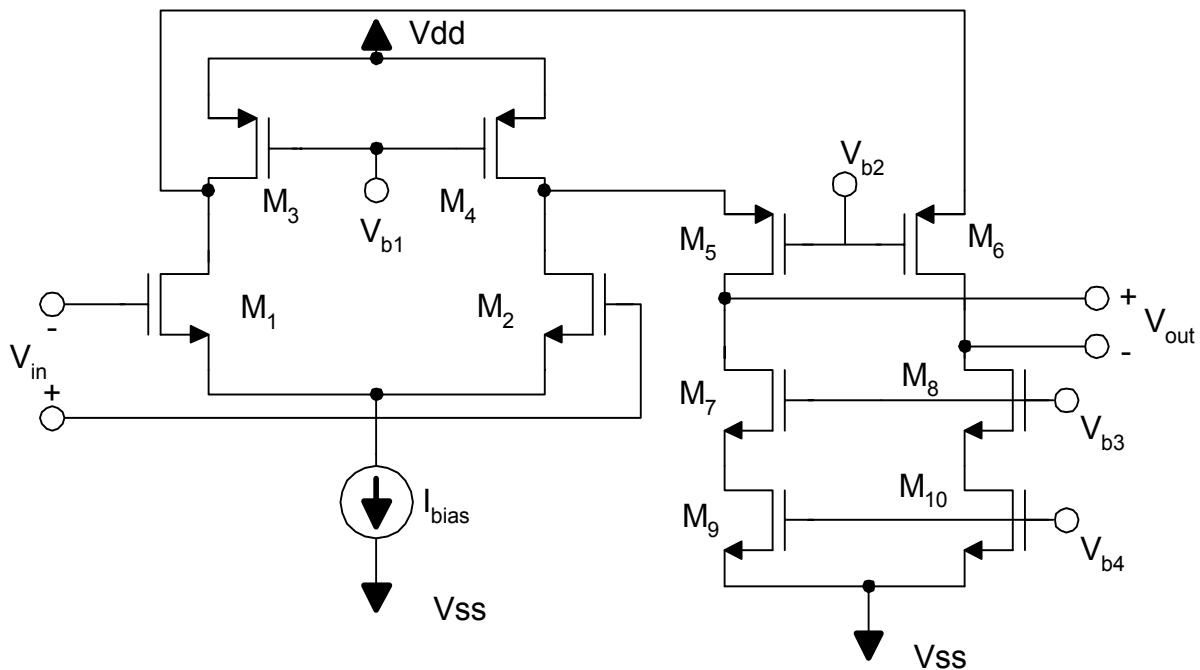 Vdd
M3
M4
Vb1
Vb2
M5
M6
-
Vin
+
M1
M2
+
Vout
-
M7
M8
Vb3
Ibias
M9
M10
Vb4
Vss
Vss